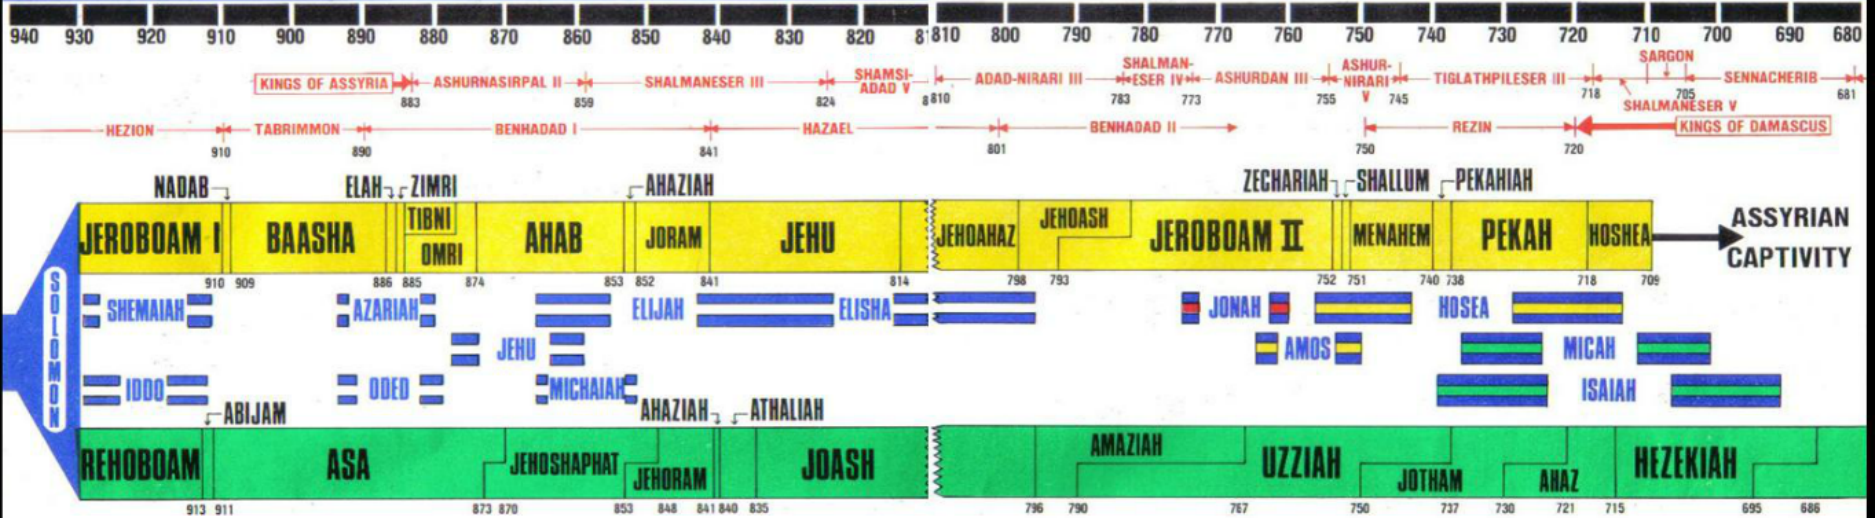 940 930 920 910 900 890 880 870 860 850 840 830 820 81 810 800 790 780 770 760 750 740 730 720 710 700 690 680
KINGS OF ASSYRIA ASHURNASIRPAL II SHALMANESER III SHAMSI-
ADAD V
ADAD-NIRARI III SHALMAN-
ESER IV ASHURDAN III ASHUR-
NIRARI
V TIGLATHPILESER III SARGON SENNACHERIB
883 859 824 8 810 783 773 755 745 718 705 681
SHALMANESER V
HEZION TABRIMMON BENHADAD I HAZAEL BENHADAD II REZIN KINGS OF DAMASCUS
910 890 841 801 750 720
NADAB ELAH ZIMRI AHAZIAH ZECHARIAH SHALLUM PEKAHIAH
JEROBOAM I BAASHA TIBNI OMRI AHAB JORAM JEHU JEHOAHAZ JEHOASH JEROBOAM II MENAHEM PEKAH HOSHEA
ASSYRIAN
CAPTIVITY
910 909 886 885 874 853 852 841 814 798 793 752 751 740 738 718 709
SOLOMON
SHEMAIAH AZARIAH ELIJAH ELISHA JONAH HOSEA
JEHU AMOS MICAH
IDDO ODED MICHAIAH ISAIAH
ABIJAM AHAZIAH ATHALIAH
REHOBOAM ASA JEHOSHAPHAT JEHORAM JOASH AMAZIAH UZZIAH JOTHAM AHAZ HEZEKIAH
913 911 873 870 853 848 841 840 835 796 790 767 750 737 730 721 715 695 686